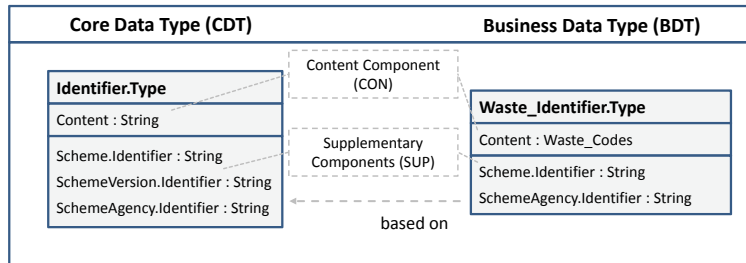 Core Data Type (CDT)
Business Data Type (BDT)
Identifier.Type
Content : String
Scheme.Identifier : String
SchemeVersion.Identifier : String
SchemeAgency.Identifier : String
Content Component
(CON)
Supplementary
Components (SUP)
based on
Waste_Identifier.Type
Content : Waste_Codes
Scheme.Identifier : String
SchemeAgency.Identifier : String